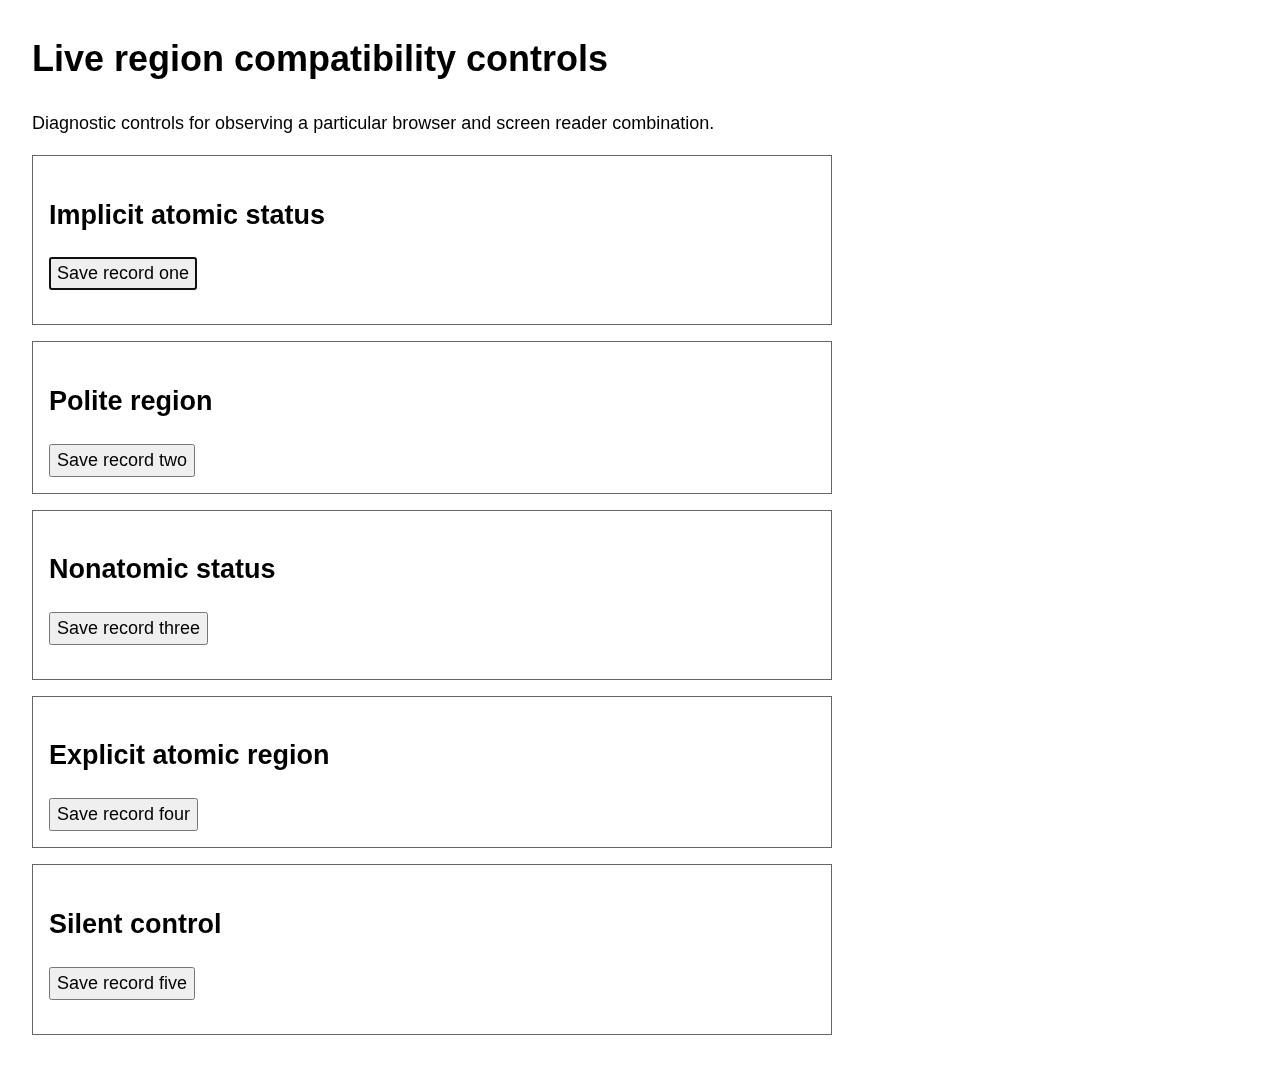 Live region compatibility controls
Diagnostic controls for observing a particular browser and screen reader combination.
Implicit atomic status
Save record one
Polite region
Save record two
Nonatomic status
Save record three
Explicit atomic region
Save record four
Silent control
Save record five